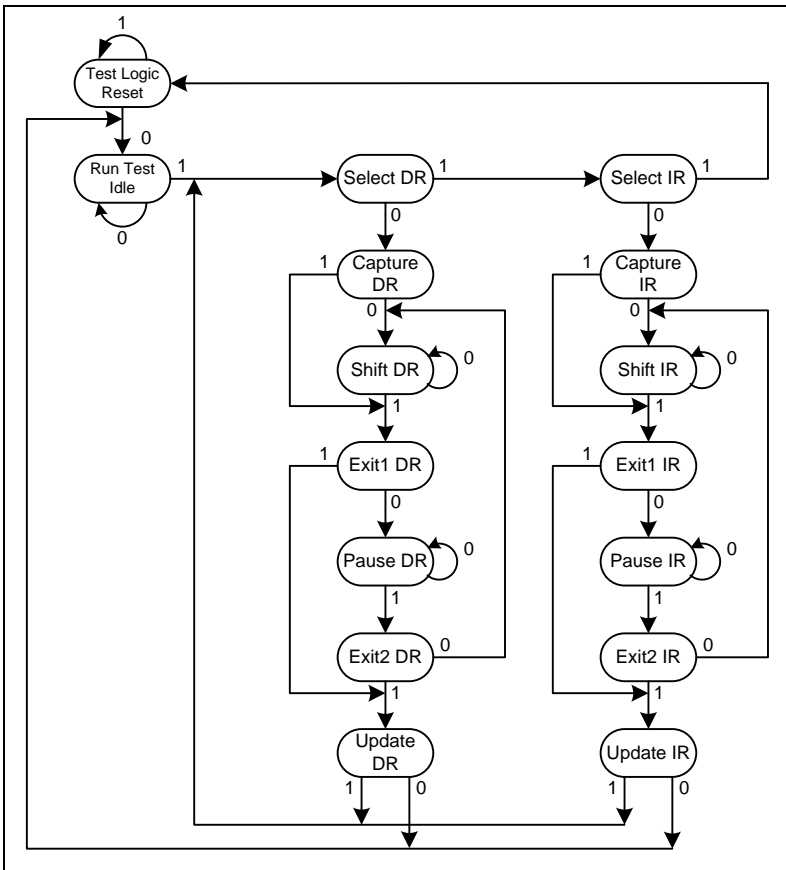 1
Test Logic
Reset
0
Run Test
Idle
1
0
Select DR
1
0
Select IR
1
0
Capture
DR
1
0
Capture
IR
1
0
Shift DR
0
1
Shift IR
0
1
Exit1 DR
1
0
Exit1 IR
1
0
Pause DR
0
1
Pause IR
0
1
Exit2 DR
0
1
Exit2 IR
0
1
Update
DR
1
0
Update IR
1
0